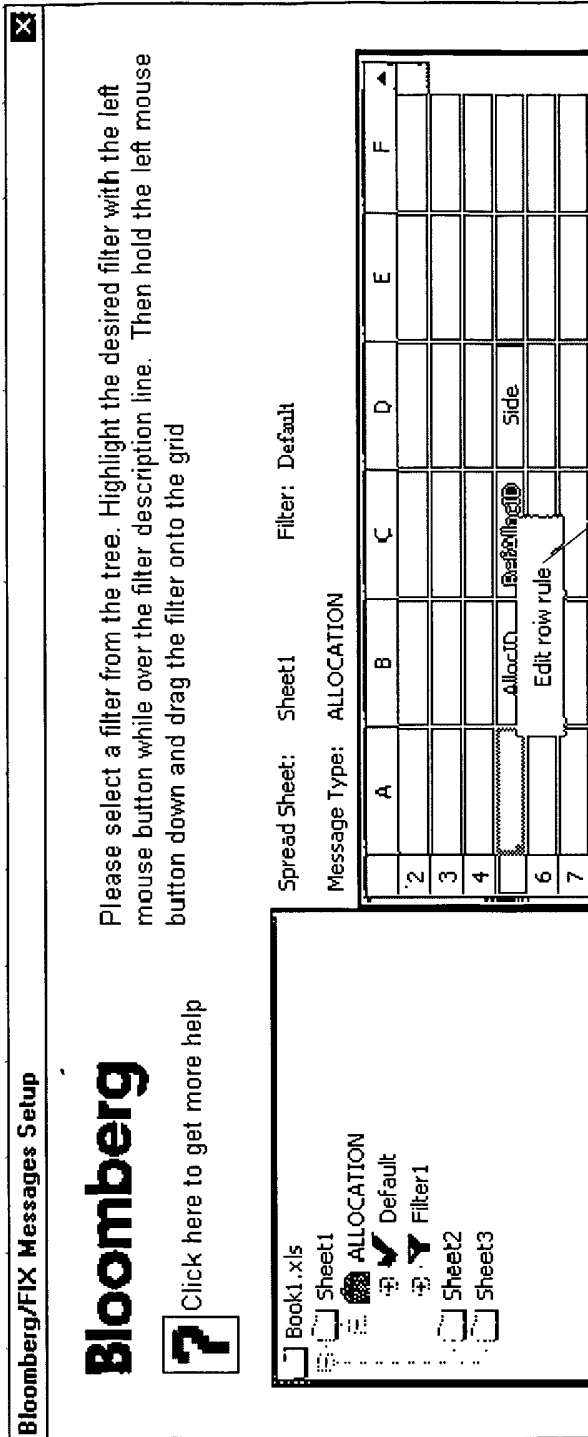 Bloomberg/FIX Messages Setup
Bloomberg
? Click here to get more help
Please select a filter from the tree. Highlight the desired filter with the left
mouse button while over the filter description line. Then hold the left mouse
button down and drag the filter onto the grid
Spread Sheet: Sheet1 Filter: Default
Message Type: ALLOCATION
Book1.xls
Sheet1
ALLOCATION
Default
Filter1
Sheet2
Sheet3
A B C D E F
2
3
4
AllocID RefAllocID Side
6
Edit row rule
7